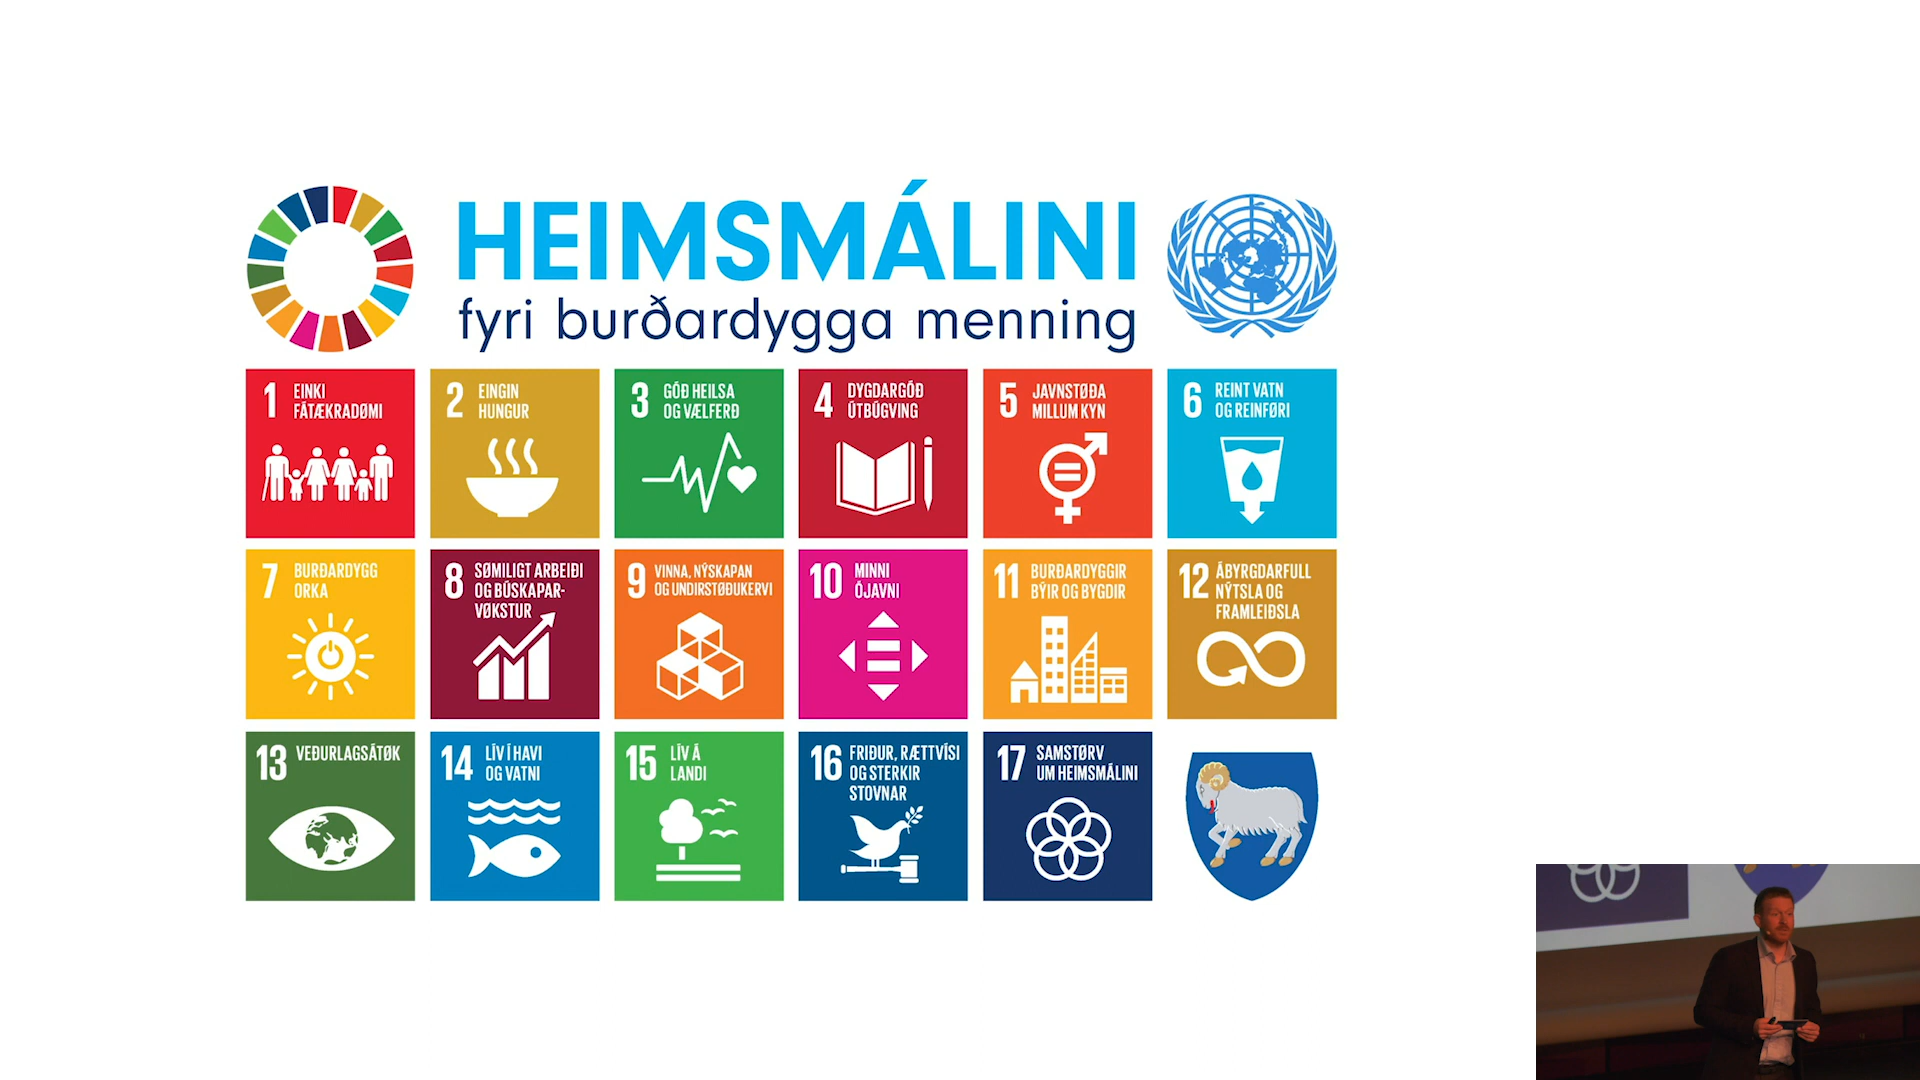 HEIMSMÁLINI
fyri burðardygga menning
1 EINKI
FÁTÆKRADØMI
2 EINGIN
HUNGUR
3 GÓÐ HEILSA
OG VÆLFERÐ
4 DYGDARGÓÐ
ÚTBÚGVING
5 JAVNSTØÐA
MILLUM KYN
6 REINT VATN
OG REINFØRI
7 BURÐARDYGG
ORKA
8 SØMILIGT ARBEIÐI
OG BÚSKAPAR-
VØKSTUR
9 VINNA, NÝSKAPAN
OG UNDIRSTØÐUKERVI
10 MINNI
ÓJAVNI
11 BURÐARDYGGIR
BÝIR OG BYGDIR
12 ÁBYRGDARFULL
NÝTSLA OG
FRAMLEIÐSLA
13 VEÐURLAGSÁTØK
14 LÍV Í HAVI
OG VATNI
15 LÍV Á
LANDI
16 FRIÐUR, RÆTTVÍSI
OG STERKIR
STOVNAR
17 SAMSTØRV
UM HEIMSMÁLINI